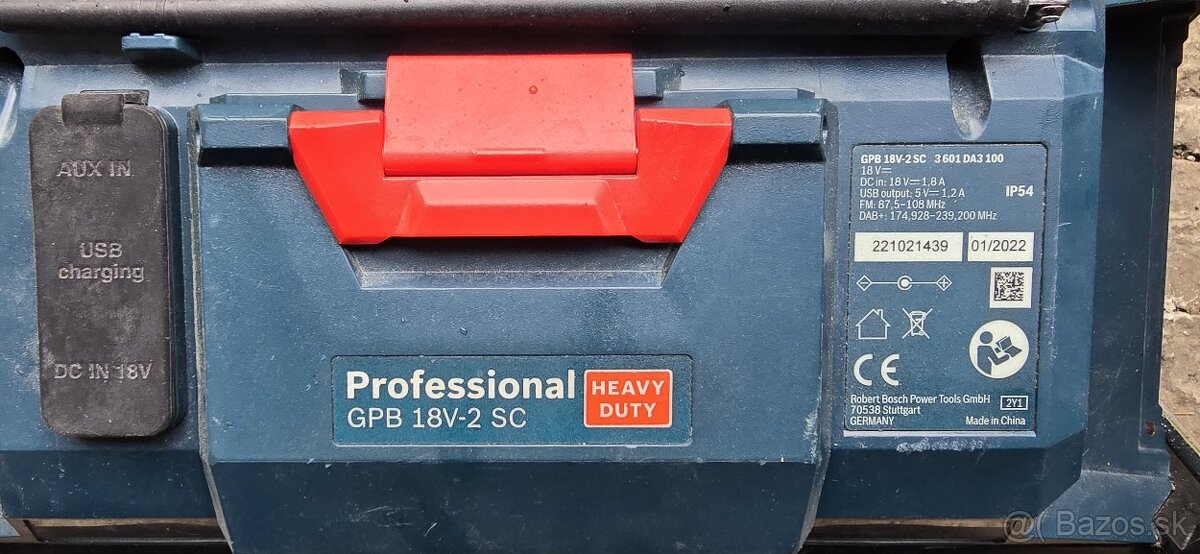 AUX IN
USB
charging
DC IN 18V
Professional
GPB 18V-2 SC
HEAVY
DUTY
GPB 18V-2 SC 3 601 DA3 100
18 V⎓
DC in: 18 V⎓1,8 A
USB output: 5 V⎓1,2 A
IP54
FM: 87,5–108 MHz
DAB+: 174,928–239,200 MHz
221021439 01/2022
CE
Robert Bosch Power Tools GmbH
70538 Stuttgart 2Y1
GERMANY Made in China
@( Bazos.sk